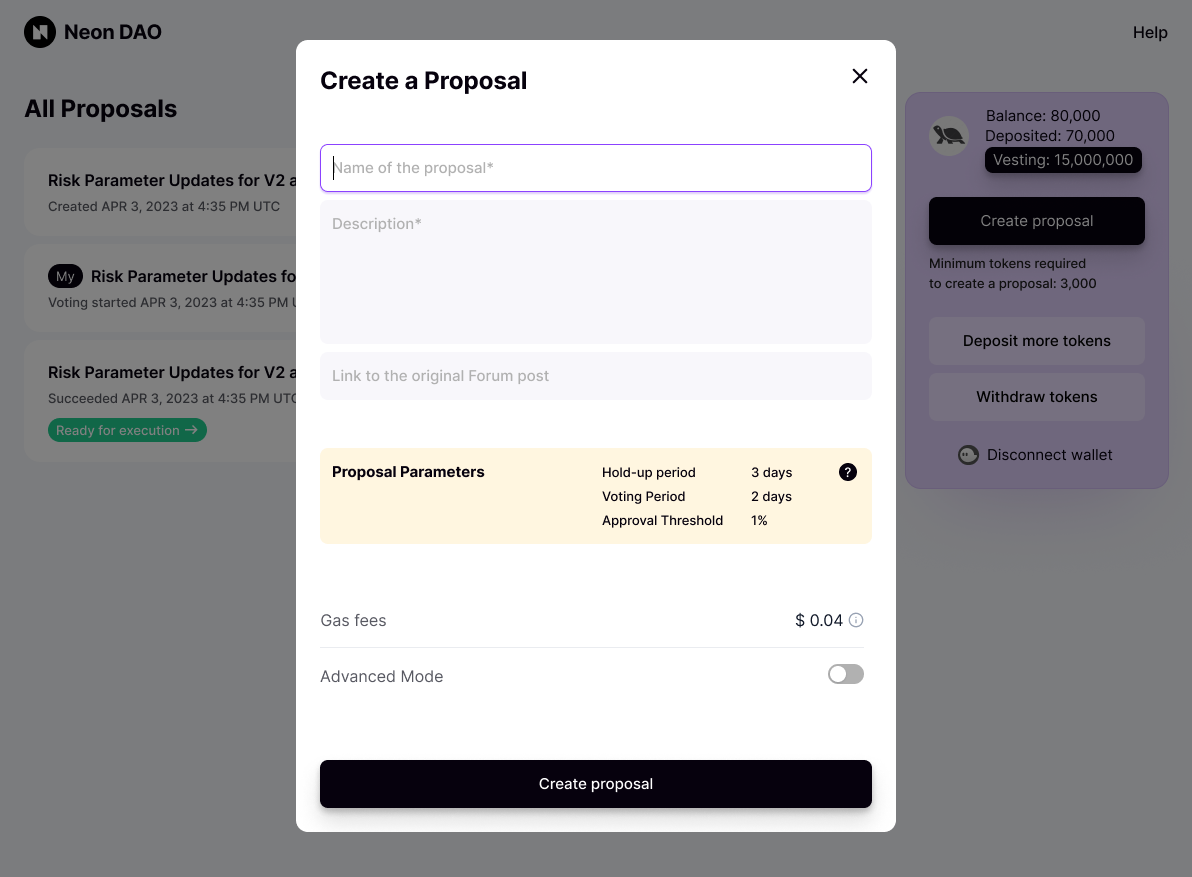 Neon DAO
Help
All Proposals
Risk Parameter Updates for V2
Created APR 3, 2023 at 4:35 PM UTC
My Risk Parameter Updates fo
Voting started APR 3, 2023 at 4:35 PM
Risk Parameter Updates for V2
Succeeded APR 3, 2023 at 4:35 PM UTC
Ready for execution →
Create a Proposal
Name of the proposal*
Description*
Link to the original Forum post
Proposal Parameters
Hold-up period 3 days ?
Voting Period 2 days
Approval Threshold 1%
Gas fees $ 0.04
Advanced Mode
Create proposal
Balance: 80,000
Deposited: 70,000
Vesting: 15,000,000
Create proposal
Minimum tokens required
to create a proposal: 3,000
Deposit more tokens
Withdraw tokens
Disconnect wallet